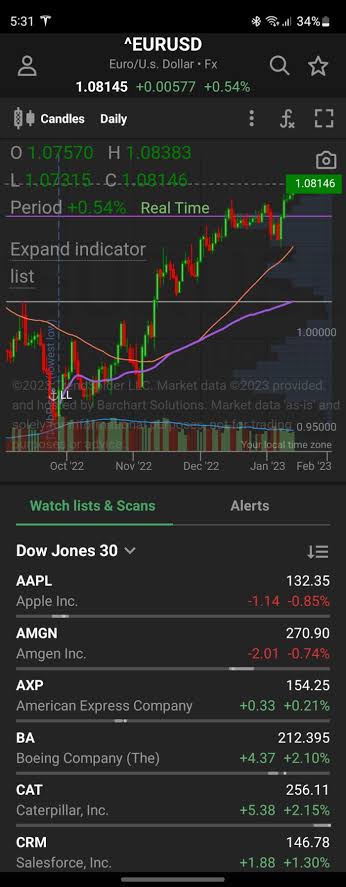 5:31
34%
^EURUSD
Euro/U.s. Dollar • Fx
1.08145 +0.00577 +0.54%
Candles Daily
O 1.07570 H 1.08383
L 1.07315 C 1.08146
1.08146
Period +0.54% Real Time
Expand indicator
list
1.00000
LL
©2023 LLC. Market data ©2023 provided
and hosted by Barchart Solutions. Market data 'as-is' and
solely
purposes or advice.
0.95000
Your local time zone
Oct '22 Nov '22 Dec '22 Jan '23 Feb '23
Watch lists & Scans Alerts
Dow Jones 30
AAPL 132.35
Apple Inc. -1.14 -0.85%
AMGN 270.90
Amgen Inc. -2.01 -0.74%
AXP 154.25
American Express Company +0.33 +0.21%
BA 212.395
Boeing Company (The) +4.37 +2.10%
CAT 256.11
Caterpillar, Inc. +5.38 +2.15%
CRM 146.78
Salesforce, Inc. +1.88 +1.30%